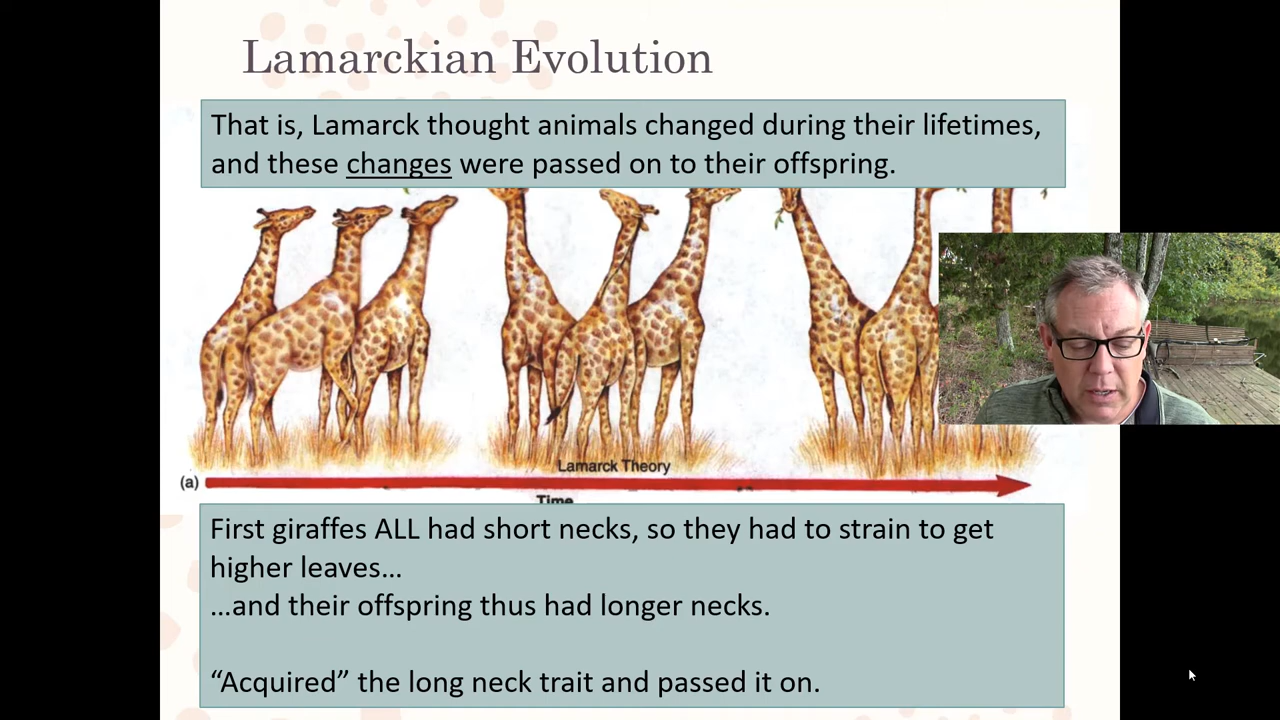 Lamarckian Evolution
That is, Lamarck thought animals changed during their lifetimes,
and these changes were passed on to their offspring.
Lamarck Theory
(a)
Time
First giraffes ALL had short necks, so they had to strain to get
higher leaves…
…and their offspring thus had longer necks.
“Acquired” the long neck trait and passed it on.